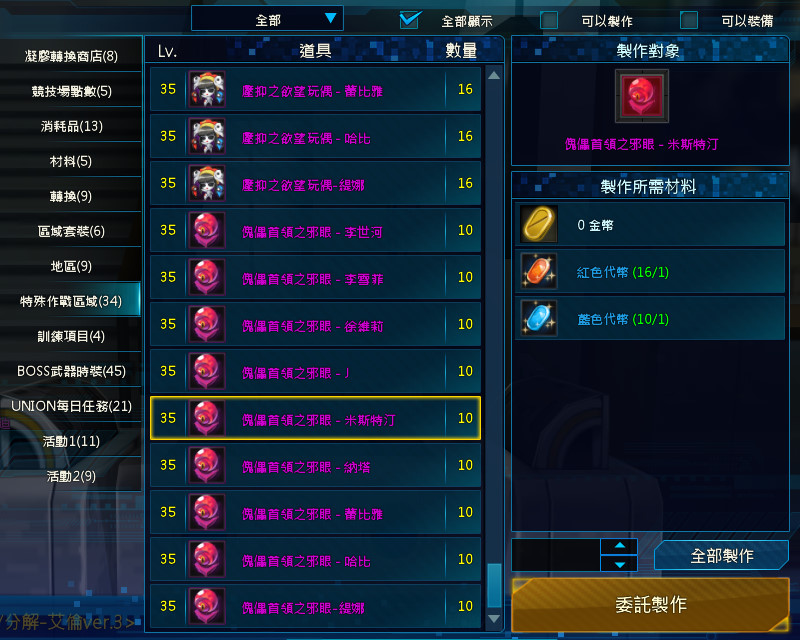 全部 全部顯示 可以製作 可以裝備
凝膠轉換商店(8)
競技場點數(5)
消耗品(13)
材料(5)
轉換(9)
區域套裝(6)
地區(9)
特殊作戰區域(34)
訓練項目(4)
BOSS武器時裝(45)
UNION每日任務(21)
活動1(11)
活動2(9)
/分解-艾倫ver.3>
Lv. 道具 數量
35 壓抑之欲望玩偶 - 蕾比雅 16
35 壓抑之欲望玩偶 - 哈比 16
35 壓抑之欲望玩偶-緹娜 16
35 傀儡首領之邪眼 - 李世河 10
35 傀儡首領之邪眼 - 李雪菲 10
35 傀儡首領之邪眼 - 徐維莉 10
35 傀儡首領之邪眼 - J 10
35 傀儡首領之邪眼 - 米斯特汀 10
35 傀儡首領之邪眼 - 納塔 10
35 傀儡首領之邪眼 - 蕾比雅 10
35 傀儡首領之邪眼 - 哈比 10
35 傀儡首領之邪眼-緹娜 10
製作對象
傀儡首領之邪眼 - 米斯特汀
製作所需材料
0 金幣
紅色代幣 (16/1)
藍色代幣 (10/1)
全部製作
委託製作